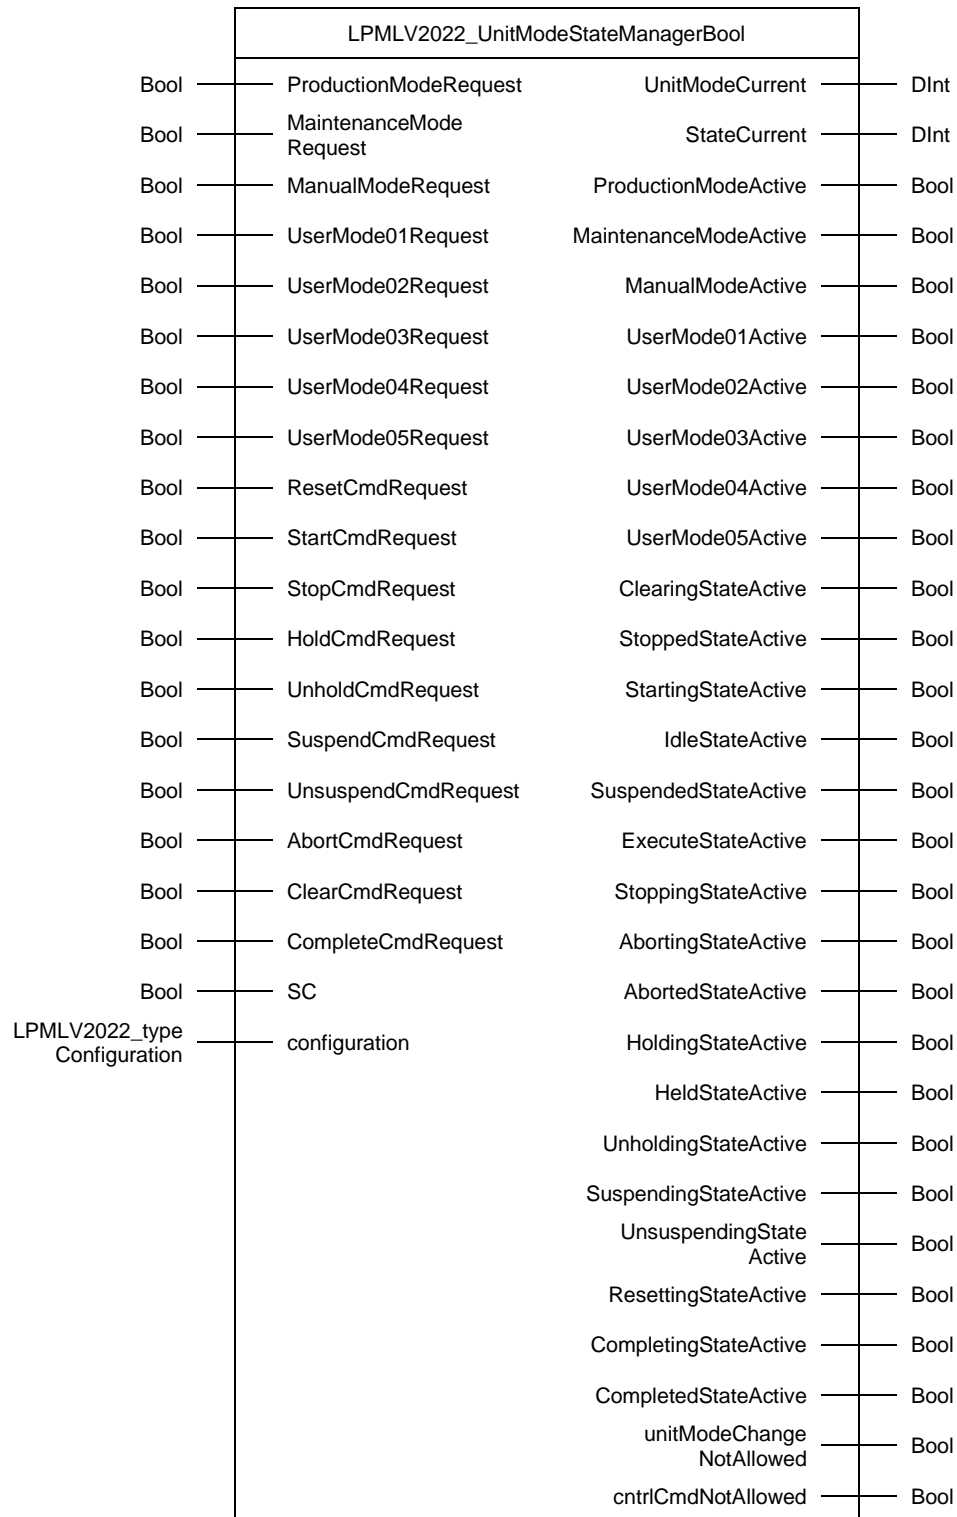 LPMLV2022_UnitModeStateManagerBool
Bool ProductionModeRequest UnitModeCurrent DInt
Bool MaintenanceMode
Request StateCurrent DInt
Bool ManualModeRequest ProductionModeActive Bool
Bool UserMode01Request MaintenanceModeActive Bool
Bool UserMode02Request ManualModeActive Bool
Bool UserMode03Request UserMode01Active Bool
Bool UserMode04Request UserMode02Active Bool
Bool UserMode05Request UserMode03Active Bool
Bool ResetCmdRequest UserMode04Active Bool
Bool StartCmdRequest UserMode05Active Bool
Bool StopCmdRequest ClearingStateActive Bool
Bool HoldCmdRequest StoppedStateActive Bool
Bool UnholdCmdRequest StartingStateActive Bool
Bool SuspendCmdRequest IdleStateActive Bool
Bool UnsuspendCmdRequest SuspendedStateActive Bool
Bool AbortCmdRequest ExecuteStateActive Bool
Bool ClearCmdRequest StoppingStateActive Bool
Bool CompleteCmdRequest AbortingStateActive Bool
Bool SC AbortedStateActive Bool
LPMLV2022_type
Configuration configuration HoldingStateActive Bool
HeldStateActive Bool
UnholdingStateActive Bool
SuspendingStateActive Bool
UnsuspendingState
Active Bool
ResettingStateActive Bool
CompletingStateActive Bool
CompletedStateActive Bool
unitModeChange
NotAllowed Bool
cntrlCmdNotAllowed Bool